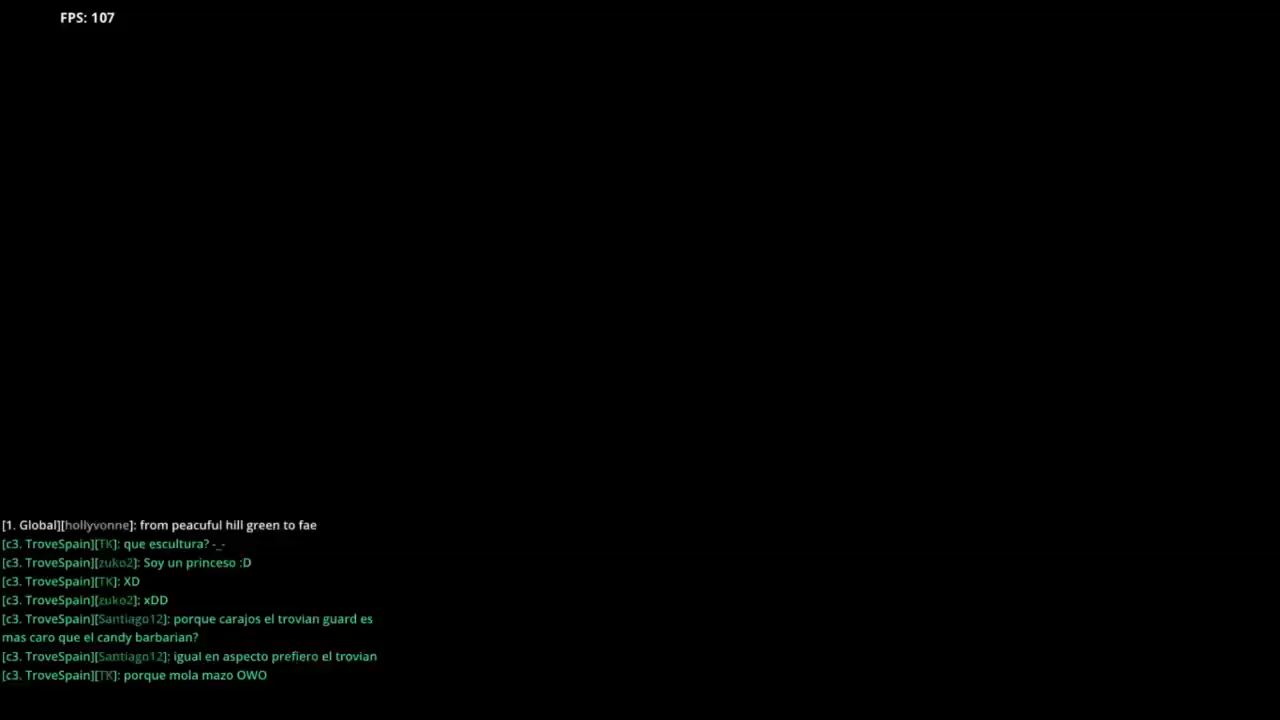 FPS: 107
[1. Global][hollyvonne]: from peacuful hill green to fae
[c3. TroveSpain][TK]: que escultura? -_-
[c3. TroveSpain][zuko2]: Soy un princeso :D
[c3. TroveSpain][TK]: XD
[c3. TroveSpain][zuko2]: xDD
[c3. TroveSpain][Santiago12]: porque carajos el trovian guard es
mas caro que el candy barbarian?
[c3. TroveSpain][Santiago12]: igual en aspecto prefiero el trovian
[c3. TroveSpain][TK]: porque mola mazo OWO